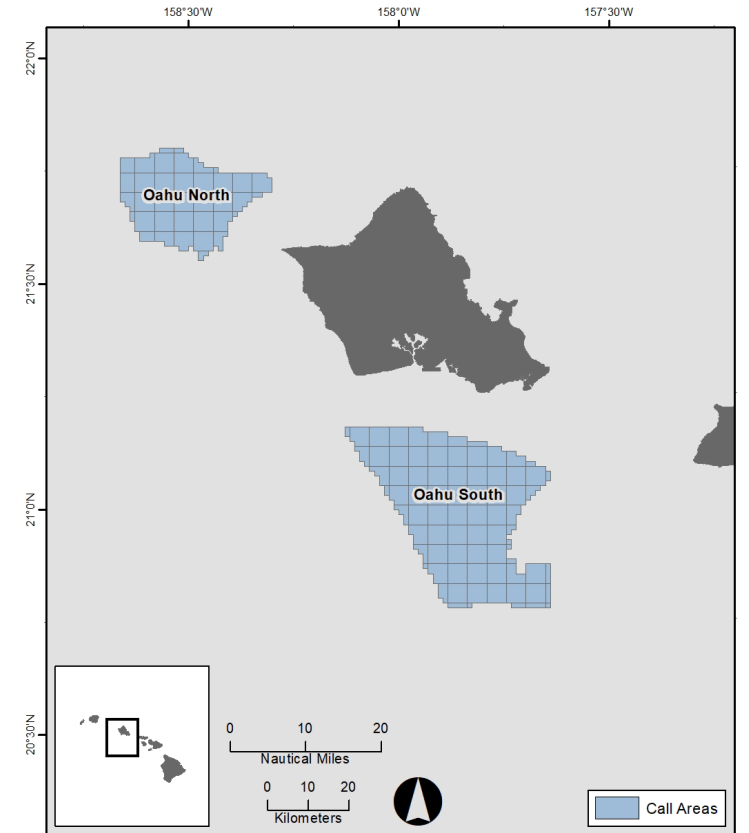 158°30'W 158°0'W 157°30'W
22°0'N
Oahu North
21°30'N
Oahu South
21°0'N
20°30'N
0 10 20
Nautical Miles
0 10 20
Kilometers
Call Areas